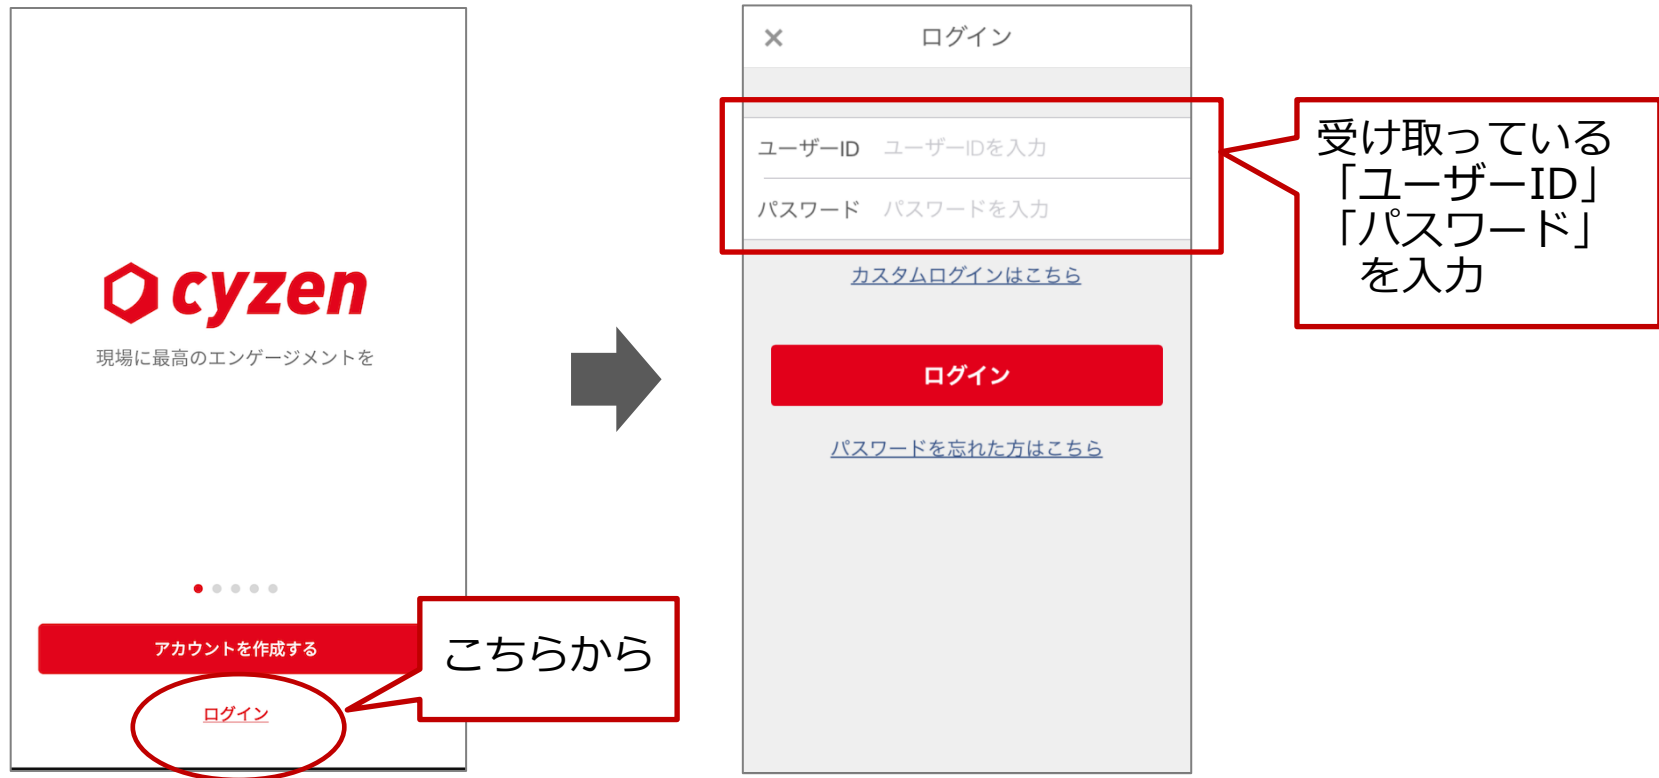 cyzen
現場に最高のエンゲージメントを
アカウントを作成する
ログイン
こちらから
× ログイン
ユーザーID ユーザーIDを入力
パスワード パスワードを入力
カスタムログインはこちら
ログイン
パスワードを忘れた方はこちら
受け取っている
「ユーザーID」
「パスワード」
を入力